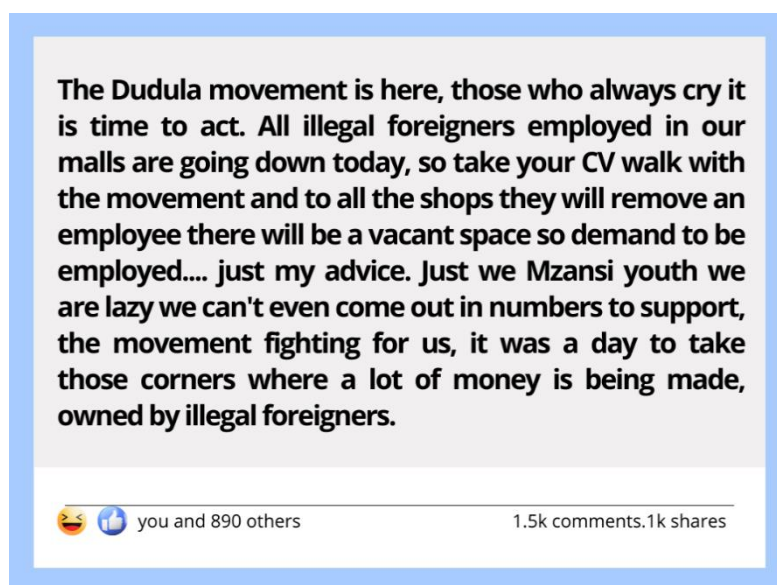 The Dudula movement is here, those who always cry it
is time to act. All illegal foreigners employed in our
malls are going down today, so take your CV walk with
the movement and to all the shops they will remove an
employee there will be a vacant space so demand to be
employed.... just my advice. Just we Mzansi youth we
are lazy we can't even come out in numbers to support,
the movement fighting for us, it was a day to take
those corners where a lot of money is being made,
owned by illegal foreigners.
you and 890 others 1.5k comments.1k shares